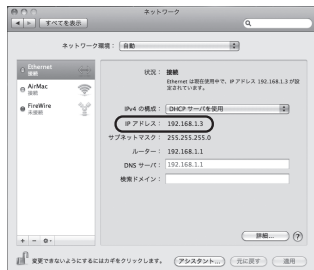 ネットワーク
すべてを表示
ネットワーク環境： 自動
Ethernet
接続
AirMac
接続
FireWire
未接続
状況： 接続
Ethernet は現在使用中で、IP アドレス 192.168.1.3 が設
定されています。
IPv4 の構成： DHCP サーバを使用
IP アドレス： 192.168.1.3
サブネットマスク： 255.255.255.0
ルーター： 192.168.1.1
DNS サーバ： 192.168.1.1
検索ドメイン：
詳細... ?
+ −
変更できないようにするにはカギをクリックします。 アシスタント... 元に戻す 適用